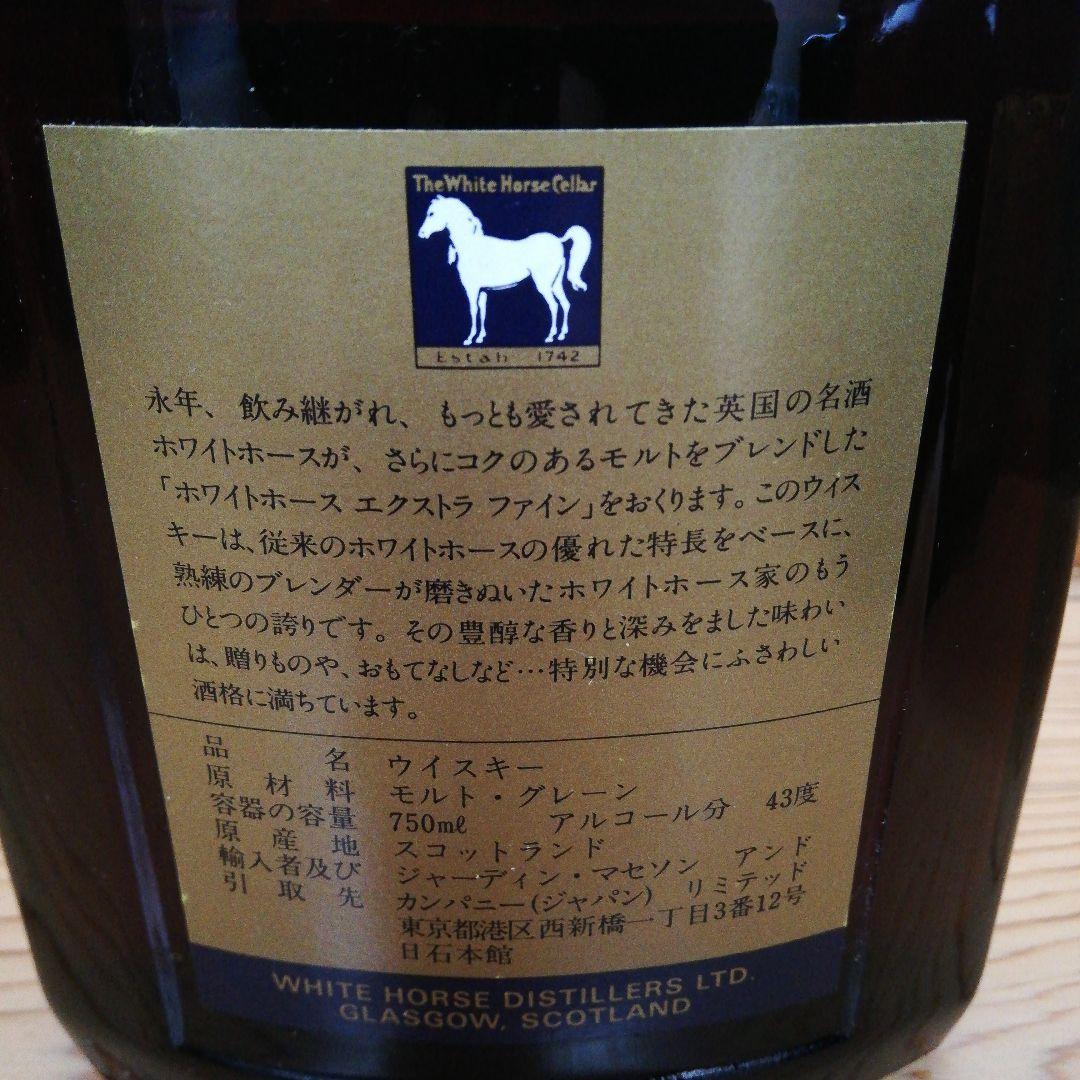 The White Horse Cellar
Estab 1742
永年、飲み継がれ、もっとも愛されてきた英国の名酒
ホワイトホースが、さらにコクのあるモルトをブレンドした
「ホワイトホース エクストラ ファイン」をおくります。このウィス
キーは、従来のホワイトホースの優れた特長をベースに、
熟練のブレンダーが磨きぬいたホワイトホース家のもう
ひとつの誇りです。その豊醇な香りと深みをました味わい
は、贈りものや、おもてなしなど…特別な機会にふさわしい
酒格に満ちています。
品名 ウイスキー
原材料 モルト・グレーン
容器の容量 750mℓ アルコール分 43度
原産地 スコットランド
輸入者及び ジャーディン・マセソン アンド
引取先 カンパニー(ジャパン) リミテッド
東京都港区西新橋一丁目3番12号
日石本館
WHITE HORSE DISTILLERS LTD.
GLASGOW, SCOTLAND